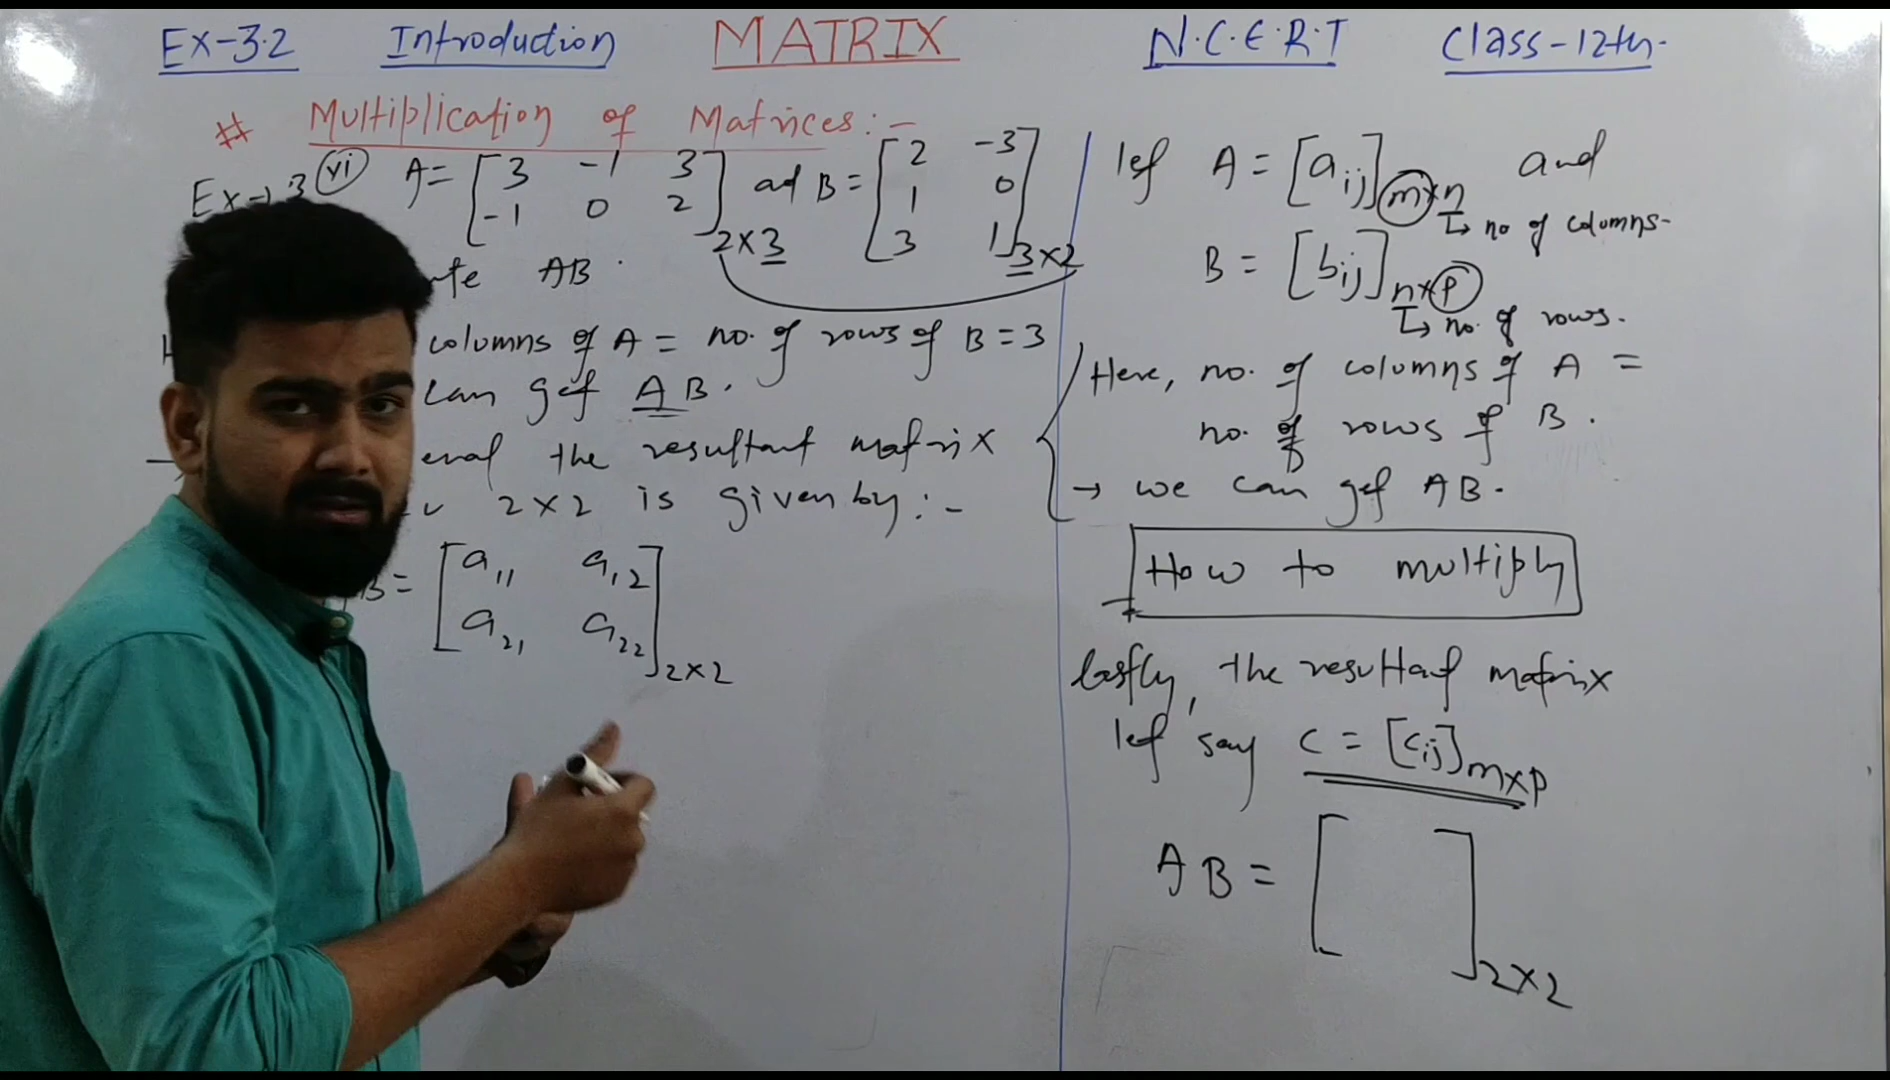 Ex-3.2 Introduction MATRIX N.C.E.R.T Class-12th.
# Multiplication of Matrices:-
Ex→ 3 (vi) A = [3 -1 3
-1 0 2]2×3 ad B = [2 -3
1 0
3 1]3×2
AB.
columns of A = no. of rows of B = 3
can get AB.
the resultant matrix
2×2 is given by:-
B = [a11 a12
a21 a22]2×2
let A = [aij]m×n and
↳ no of columns-
B = [bij]n×p
↳ no. of rows.
Here, no. of columns of A =
no. of rows of B.
→ we can get AB.
How to multiply
lastly, the resultant matrix
let say C = [cij]m×p
AB = [ ]2×2